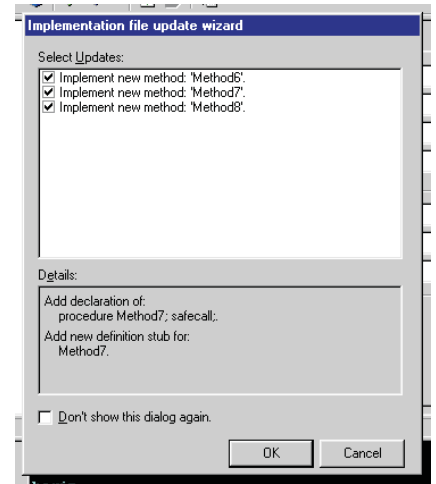 Implementation file update wizard
Select Updates:
Implement new method: 'Method6'.
Implement new method: 'Method7'.
Implement new method: 'Method8'.
Details:
Add declaration of:
procedure Method7; safecall;.
Add new definition stub for:
Method7.
Don't show this dialog again.
OK
Cancel